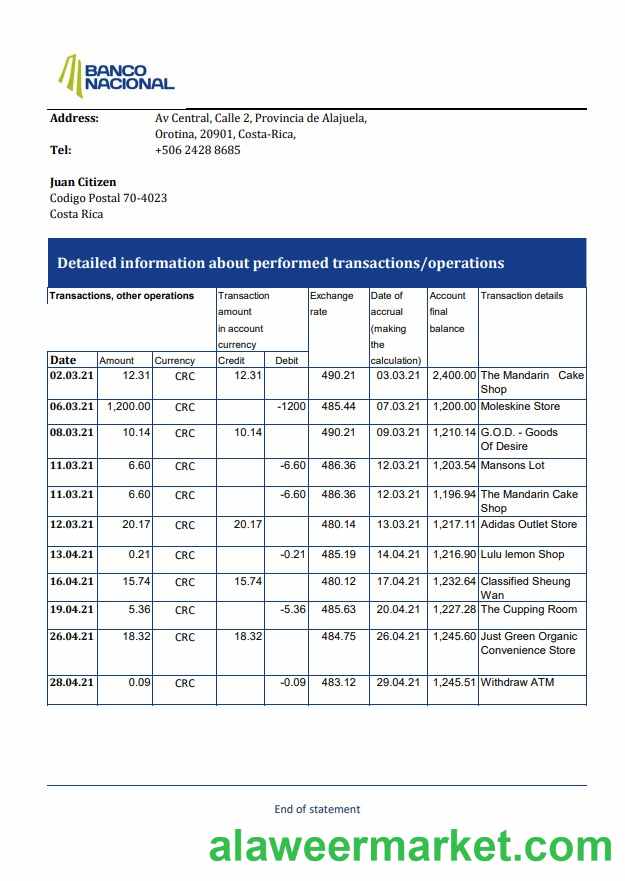 BANCO
NACIONAL
Address: Av Central, Calle 2, Provincia de Alajuela,
Orotina, 20901, Costa-Rica,
Tel: +506 2428 8685
Juan Citizen
Codigo Postal 70-4023
Costa Rica
Detailed information about performed transactions/operations
Transactions, other operations Transaction Exchange Date of Account Transaction details
amount rate accrual final
in account (making balance
currency the
Date Amount Currency Credit Debit calculation)
02.03.21 12.31 CRC 12.31 490.21 03.03.21 2,400.00 The Mandarin Cake
Shop
06.03.21 1,200.00 CRC -1200 485.44 07.03.21 1,200.00 Moleskine Store
08.03.21 10.14 CRC 10.14 490.21 09.03.21 1,210.14 G.O.D. - Goods
Of Desire
11.03.21 6.60 CRC -6.60 486.36 12.03.21 1,203.54 Mansons Lot
11.03.21 6.60 CRC -6.60 486.36 12.03.21 1,196.94 The Mandarin Cake
Shop
12.03.21 20.17 CRC 20.17 480.14 13.03.21 1,217.11 Adidas Outlet Store
13.04.21 0.21 CRC -0.21 485.19 14.04.21 1,216.90 Lulu lemon Shop
16.04.21 15.74 CRC 15.74 480.12 17.04.21 1,232.64 Classified Sheung
Wan
19.04.21 5.36 CRC -5.36 485.63 20.04.21 1,227.28 The Cupping Room
26.04.21 18.32 CRC 18.32 484.75 26.04.21 1,245.60 Just Green Organic
Convenience Store
28.04.21 0.09 CRC -0.09 483.12 29.04.21 1,245.51 Withdraw ATM
End of statement
alaweermarket.com